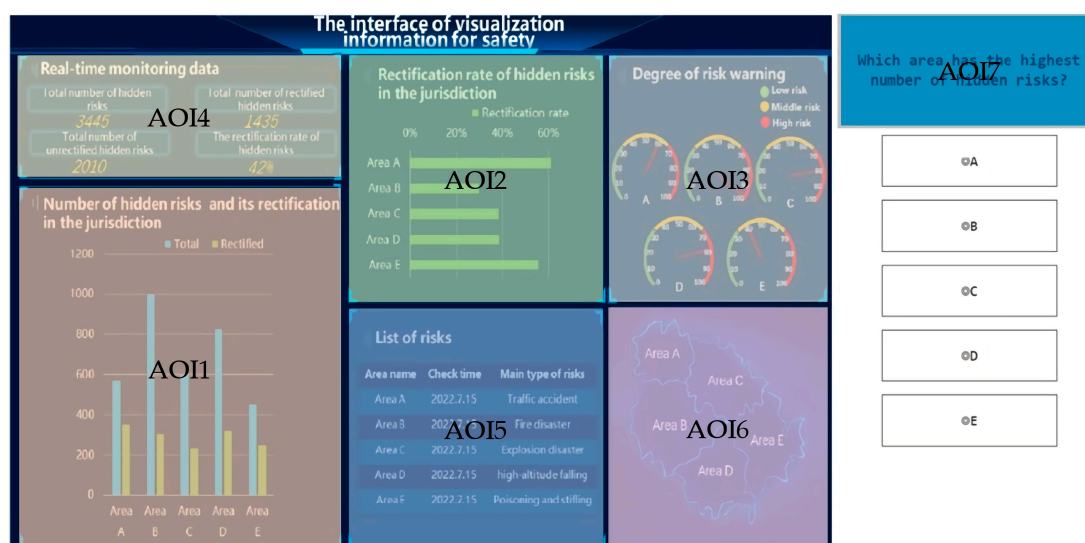 The interface of visualization
information for safety
Real-time monitoring data
Total number of hidden
risks
3445
Total number of rectified
hidden risks
1435
AOI4
Total number of
unrectified hidden risks
2010
The rectification rate of
hidden risks
42%
Number of hidden risks and its rectification
in the jurisdiction
Total Rectified
1200
1000
800
600
400
200
0
AOI1
Area Area Area Area Area
A B C D E
Rectification rate of hidden risks
in the jurisdiction
Rectification rate
0% 20% 40% 60%
Area A
Area B
Area C
Area D
Area E
AOI2
List of risks
Area name Check time Main type of risks
Area A 2022.7.15 Traffic accident
Area B Fire disaster
Area C 2022.7.15 Explosion disaster
Area D 2022.7.15 high-altitude falling
Area E 2022.7.15 Poisoning and stifling
AOI5
Degree of risk warning
Low risk
Middle risk
High risk
A B C
D E
AOI3
Area A
Area C
Area B
Area E
Area D
AOI6
Which area has the highest
number of hidden risks?
AOI7
A
B
C
D
E